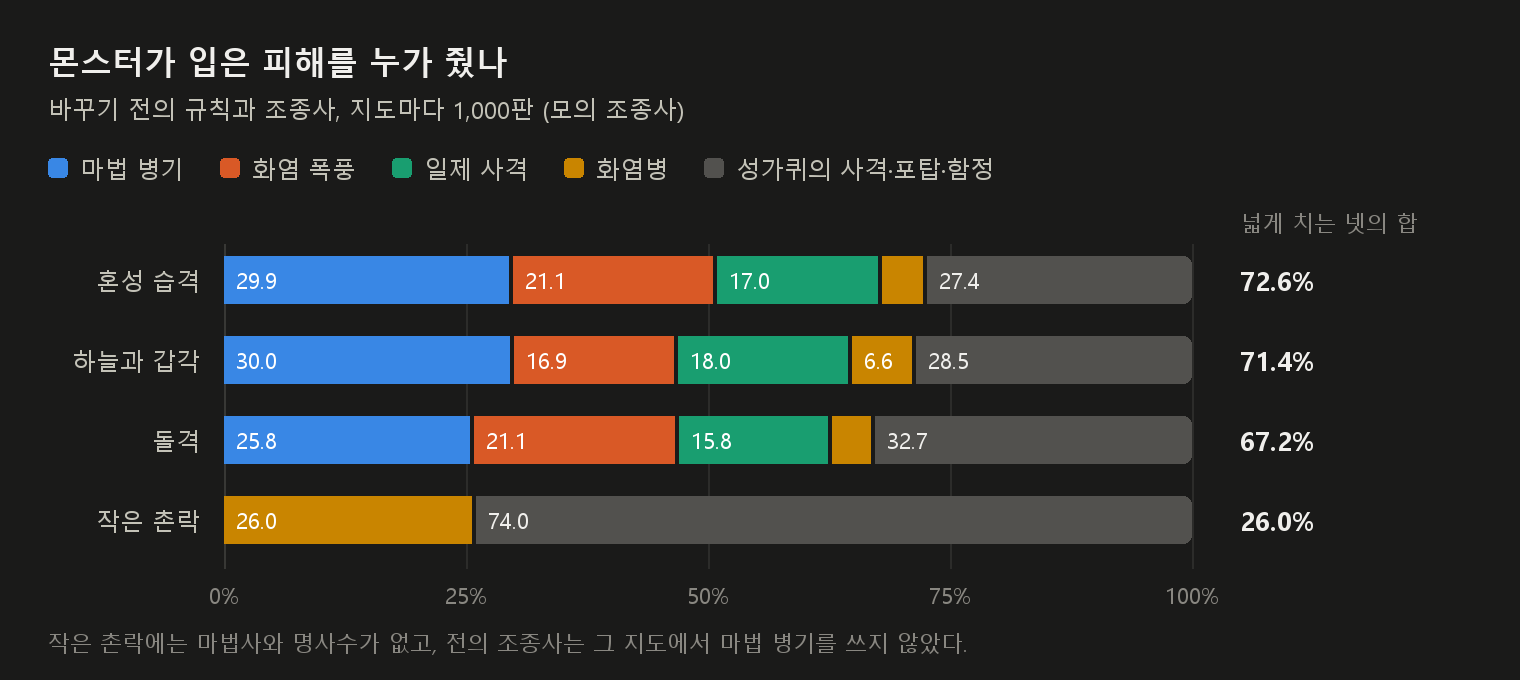 몬스터가 입은 피해를 누가 줬나
바꾸기 전의 규칙과 조종사, 지도마다 1,000판 (모의 조종사)
마법 병기 화염 폭풍 일제 사격 화염병 성가퀴의 사격·포탑·함정
넓게 치는 넷의 합
혼성 습격 29.9 21.1 17.0 27.4 72.6%
하늘과 갑각 30.0 16.9 18.0 6.6 28.5 71.4%
돌격 25.8 21.1 15.8 32.7 67.2%
작은 촌락 26.0 74.0 26.0%
0% 25% 50% 75% 100%
작은 촌락에는 마법사와 명사수가 없고, 전의 조종사는 그 지도에서 마법 병기를 쓰지 않았다.